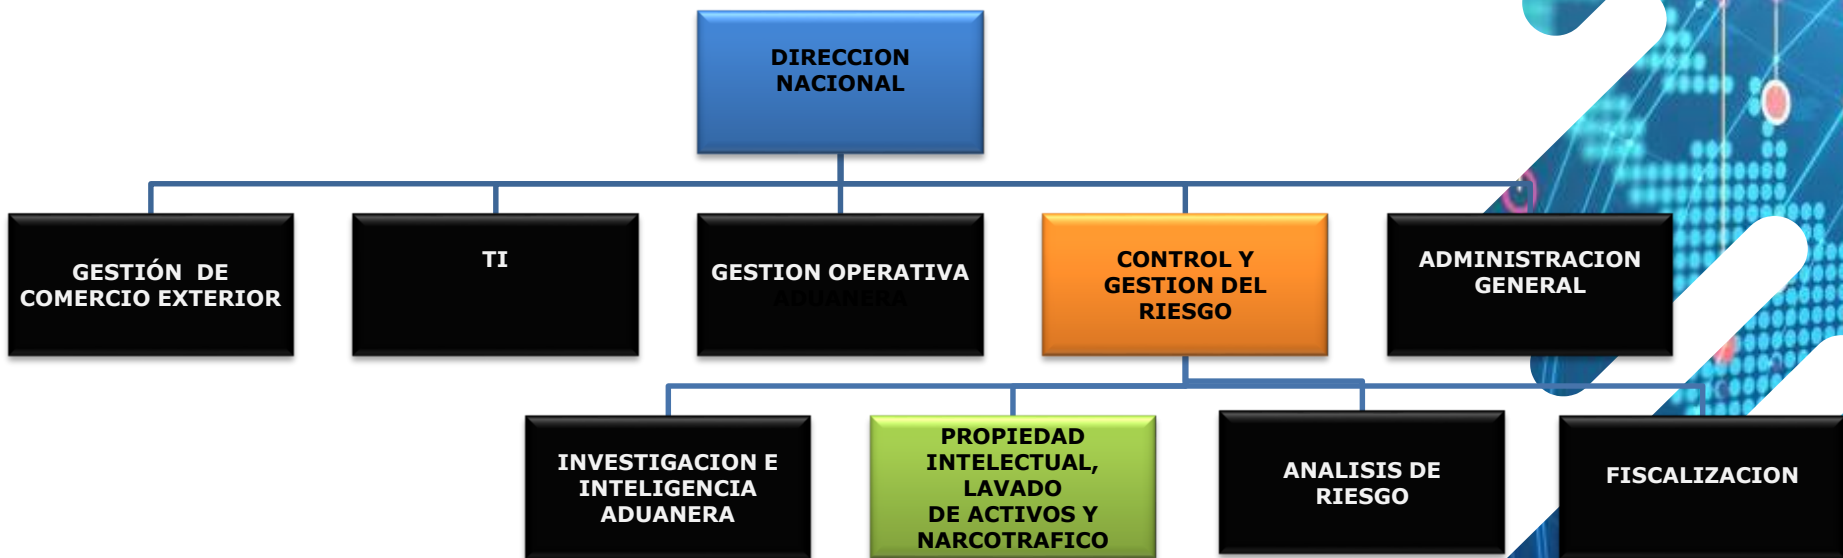 DIRECCION
NACIONAL
GESTIÓN DE
COMERCIO EXTERIOR
TI
GESTION OPERATIVA
ADUANERA
CONTROL Y
GESTION DEL
RIESGO
ADMINISTRACION
GENERAL
INVESTIGACION E
INTELIGENCIA
ADUANERA
PROPIEDAD
INTELECTUAL,
LAVADO
DE ACTIVOS Y
NARCOTRAFICO
ANALISIS DE
RIESGO
FISCALIZACION